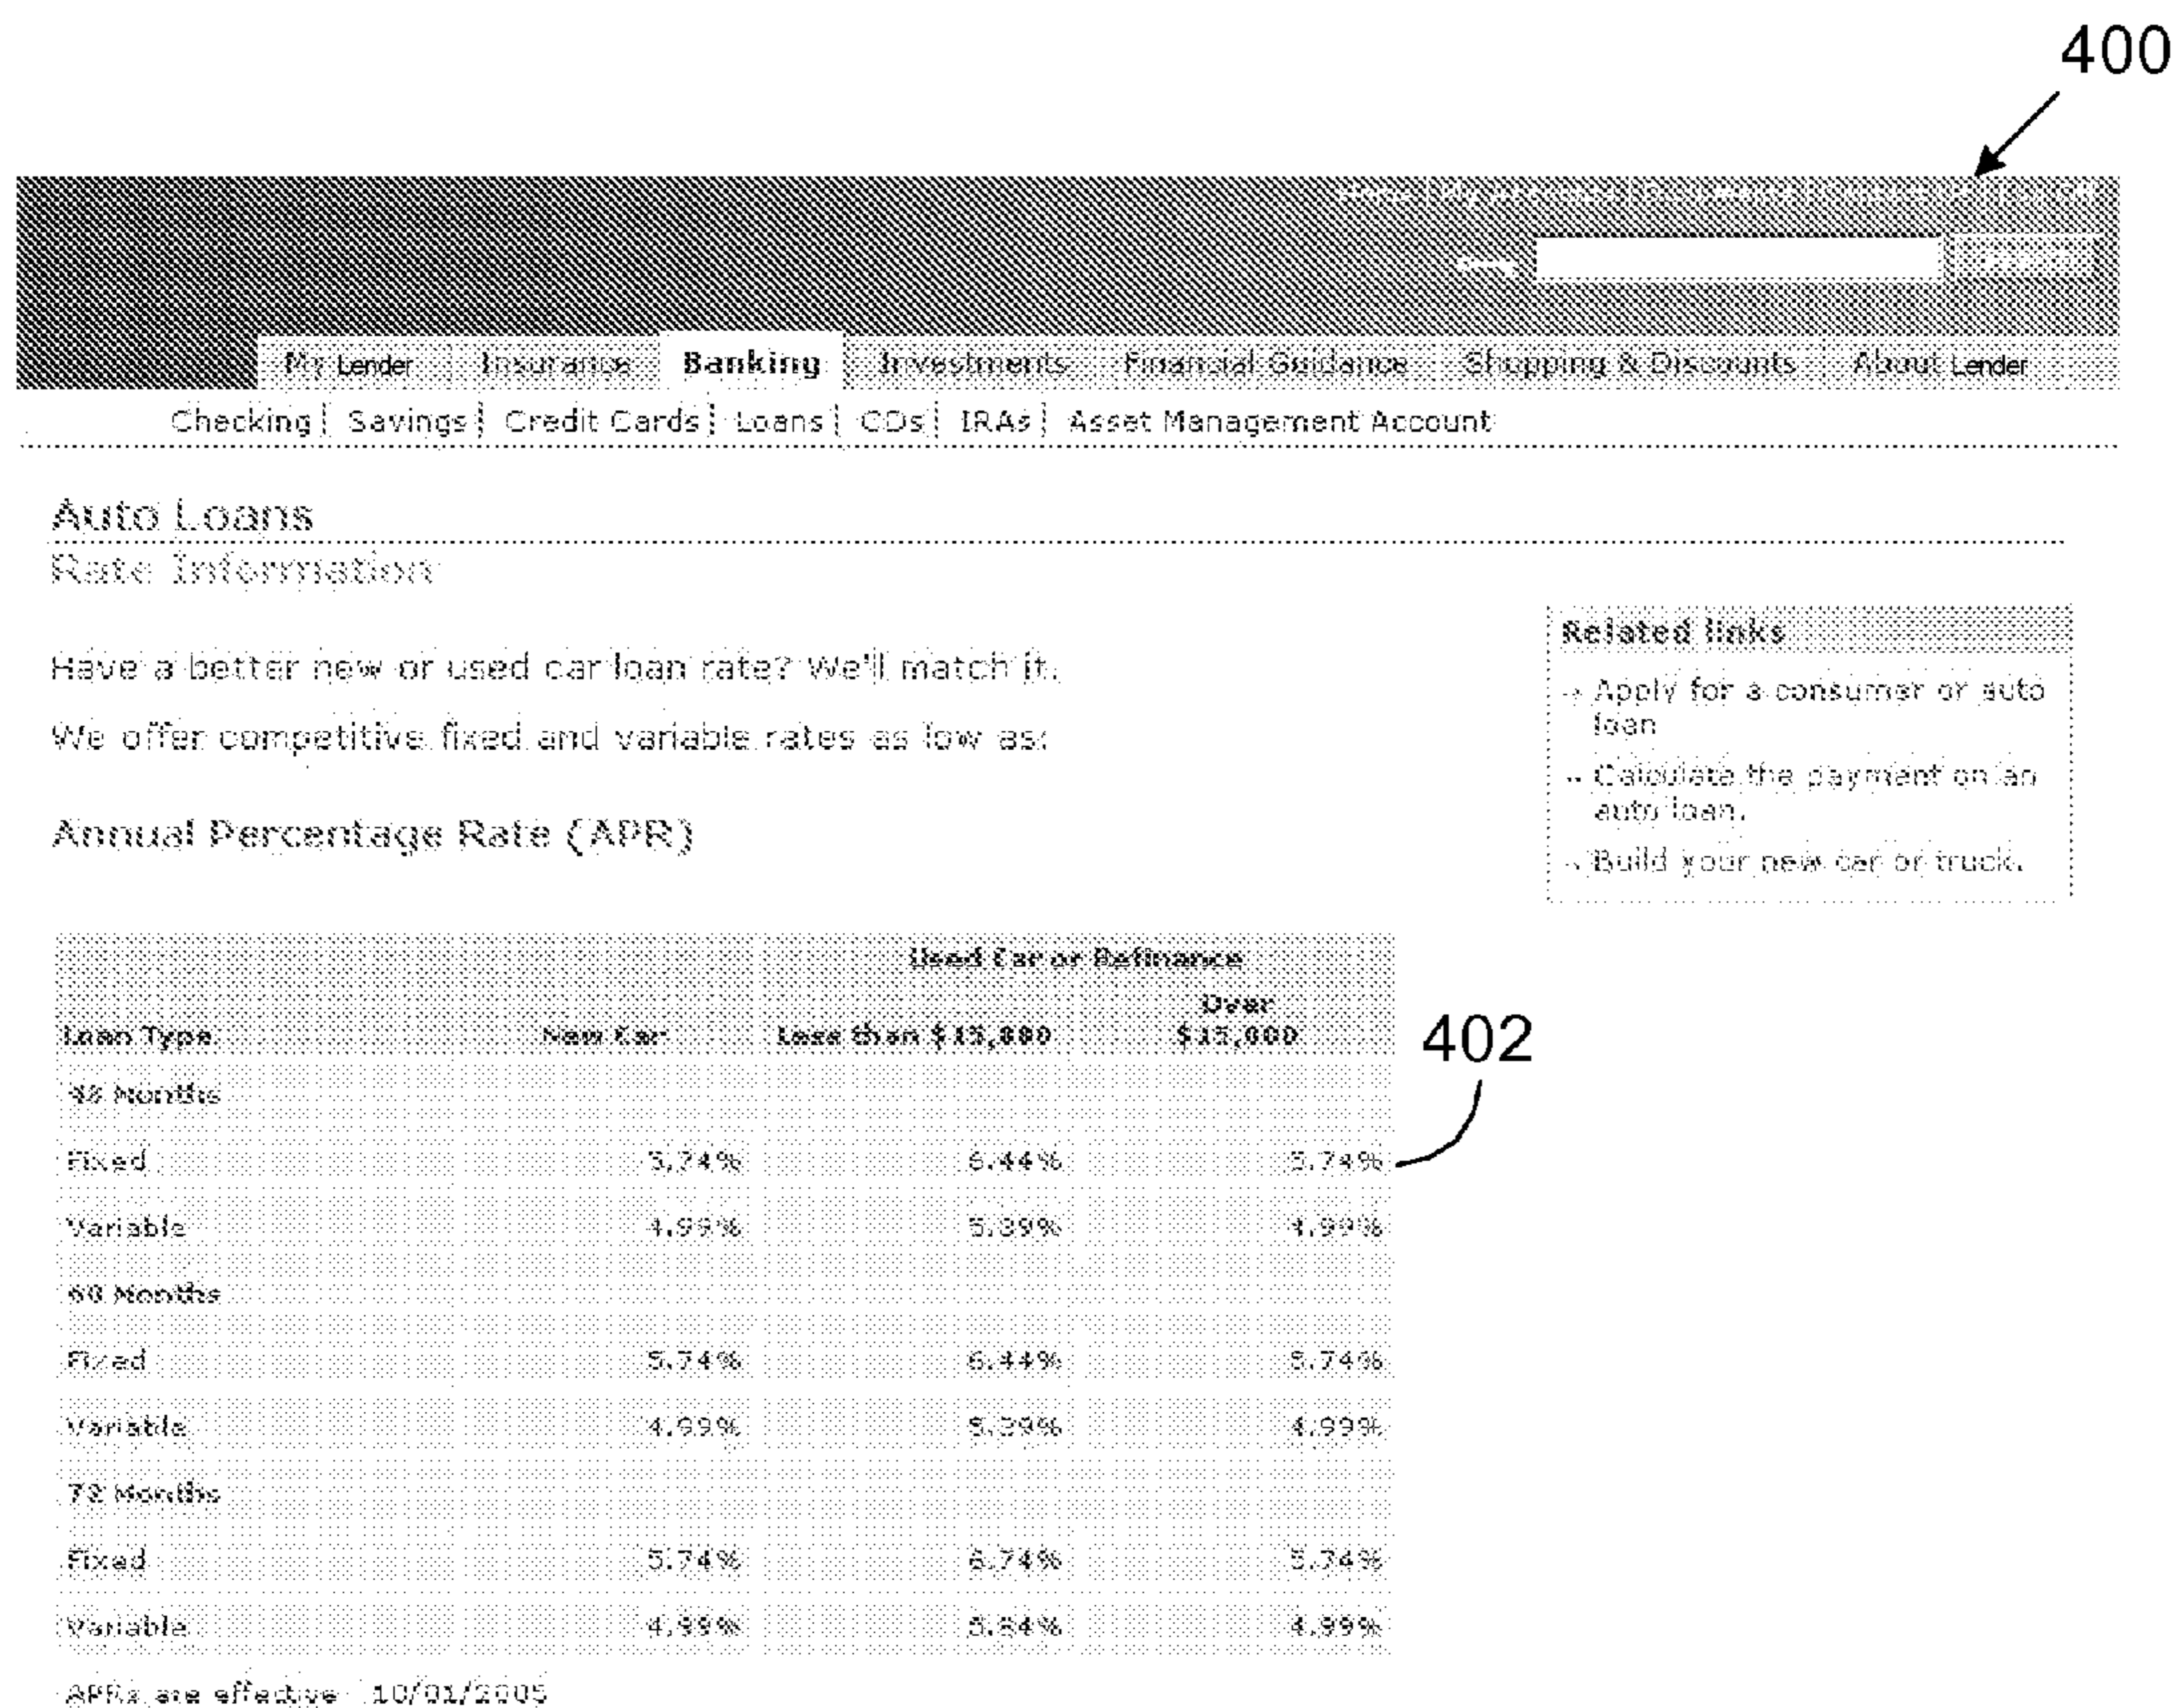 400
Home | My Accounts |
My Lender Insurance Banking Investments Financial Guidance Shopping & Discounts About Lender
Checking | Savings | Credit Cards | Loans | CDs | IRAs | Asset Management Account
Auto Loans
Rate Information
Have a better new or used car loan rate? We'll match it.
We offer competitive fixed and variable rates as low as:
Annual Percentage Rate (APR)
Related links
Apply for a consumer or auto
loan
Calculate the payment on an
auto loan.
Build your new car or truck.
Used Car or Refinance
Over
Loan Type New Car Less than $15,000 $15,000
402
48 Months
Fixed 5.74% 6.44% 5.74%
Variable 4.99% 5.39% 4.99%
60 Months
Fixed 5.74% 6.44% 5.74%
Variable 4.99% 5.39% 4.99%
72 Months
Fixed 5.74% 6.74% 5.74%
Variable 4.99% 4.99%
APRs are effective 10/01/2005